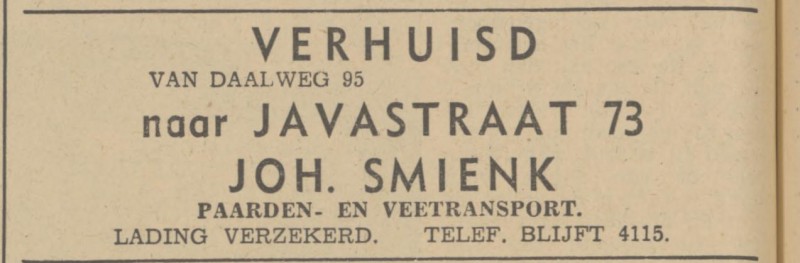 VERHUISD
VAN DAALWEG 95
naar JAVASTRAAT 73
JOH. SMIENK
PAARDEN- EN VEETRANSPORT.
LADING VERZEKERD. TELEF. BLIJFT 4115.